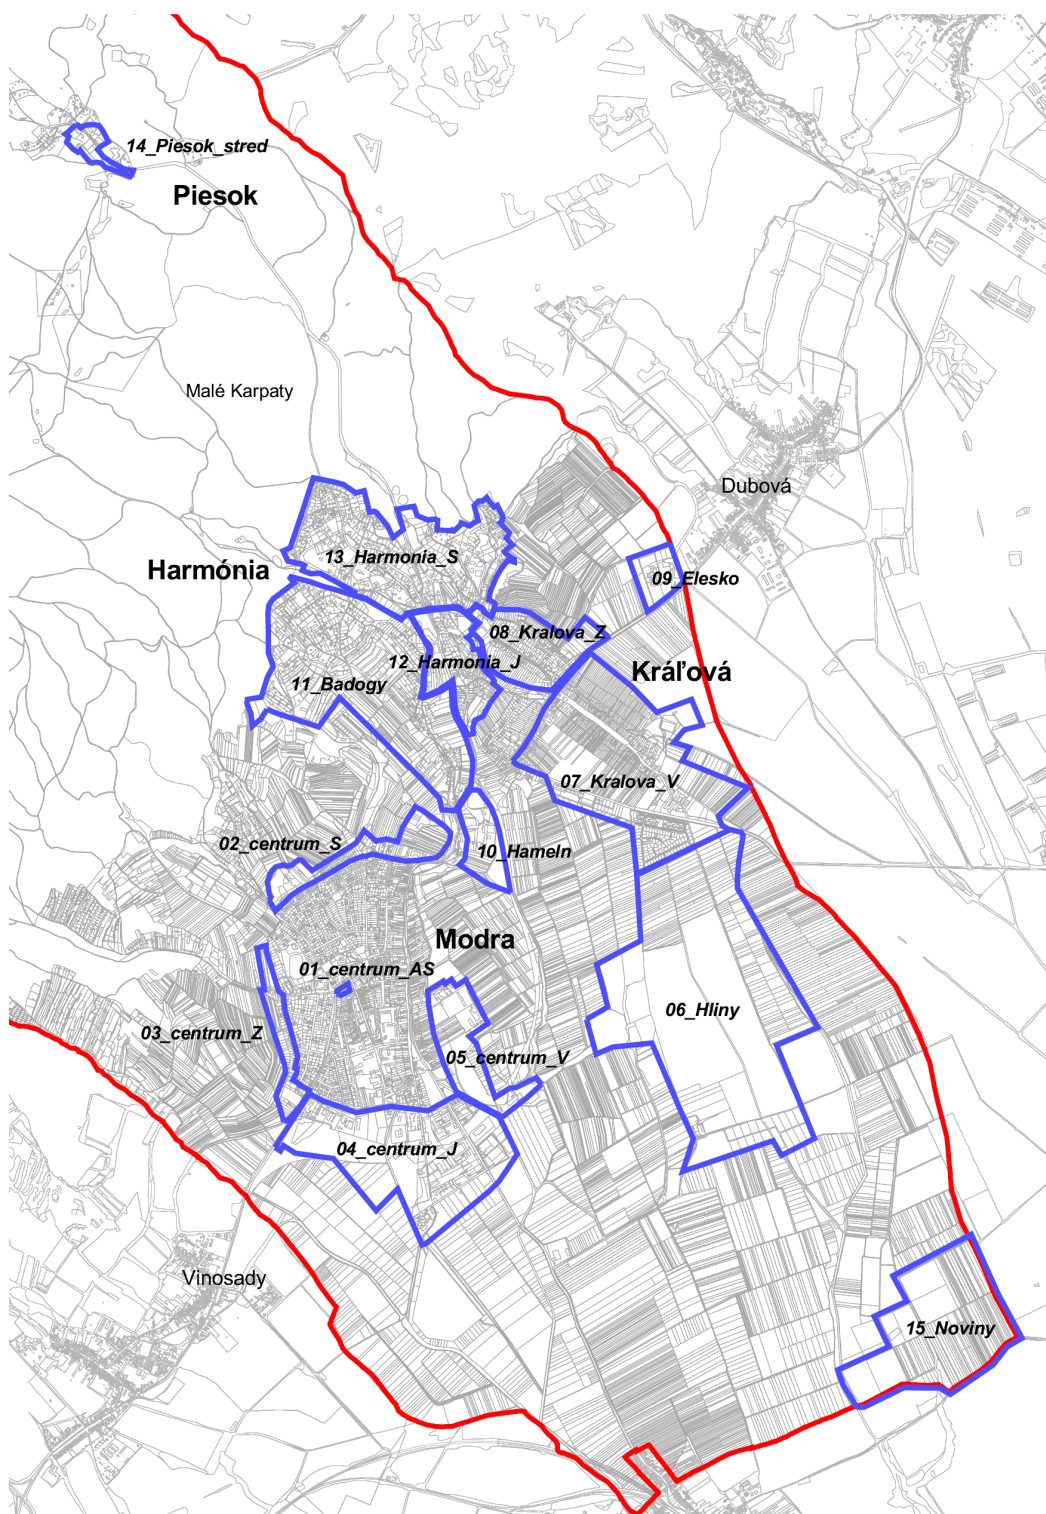 14_Piesok_stred
Piesok
Malé Karpaty
Dubová
13_Harmonia_S
Harmónia
09_Elesko
08_Kralova_Z
12_Harmonia_J
Kráľová
11_Badogy
07_Kralova_V
02_centrum_S
10_Hameln
Modra
01_centrum_AS
06_Hliny
03_centrum_Z
05_centrum_V
04_centrum_J
Vinosady
15_Noviny